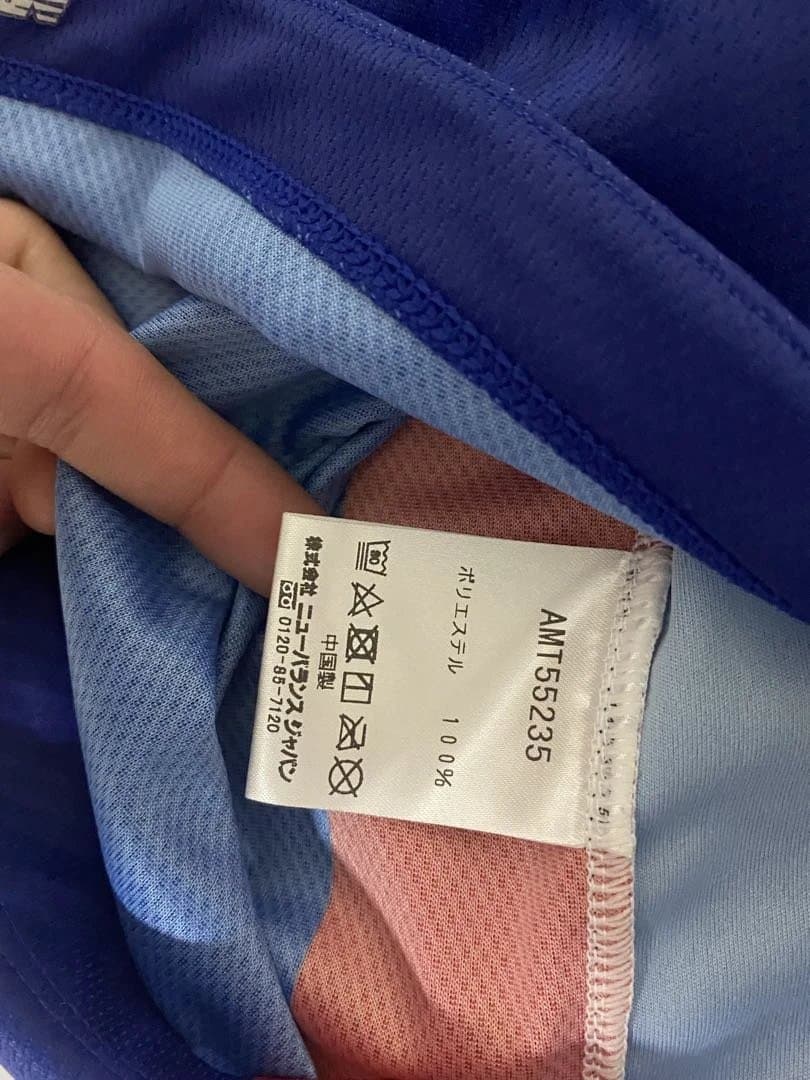 AMT55235
ポリエステル 100%
中国製
株式会社 ニューバランス ジャパン
0120-85-7120